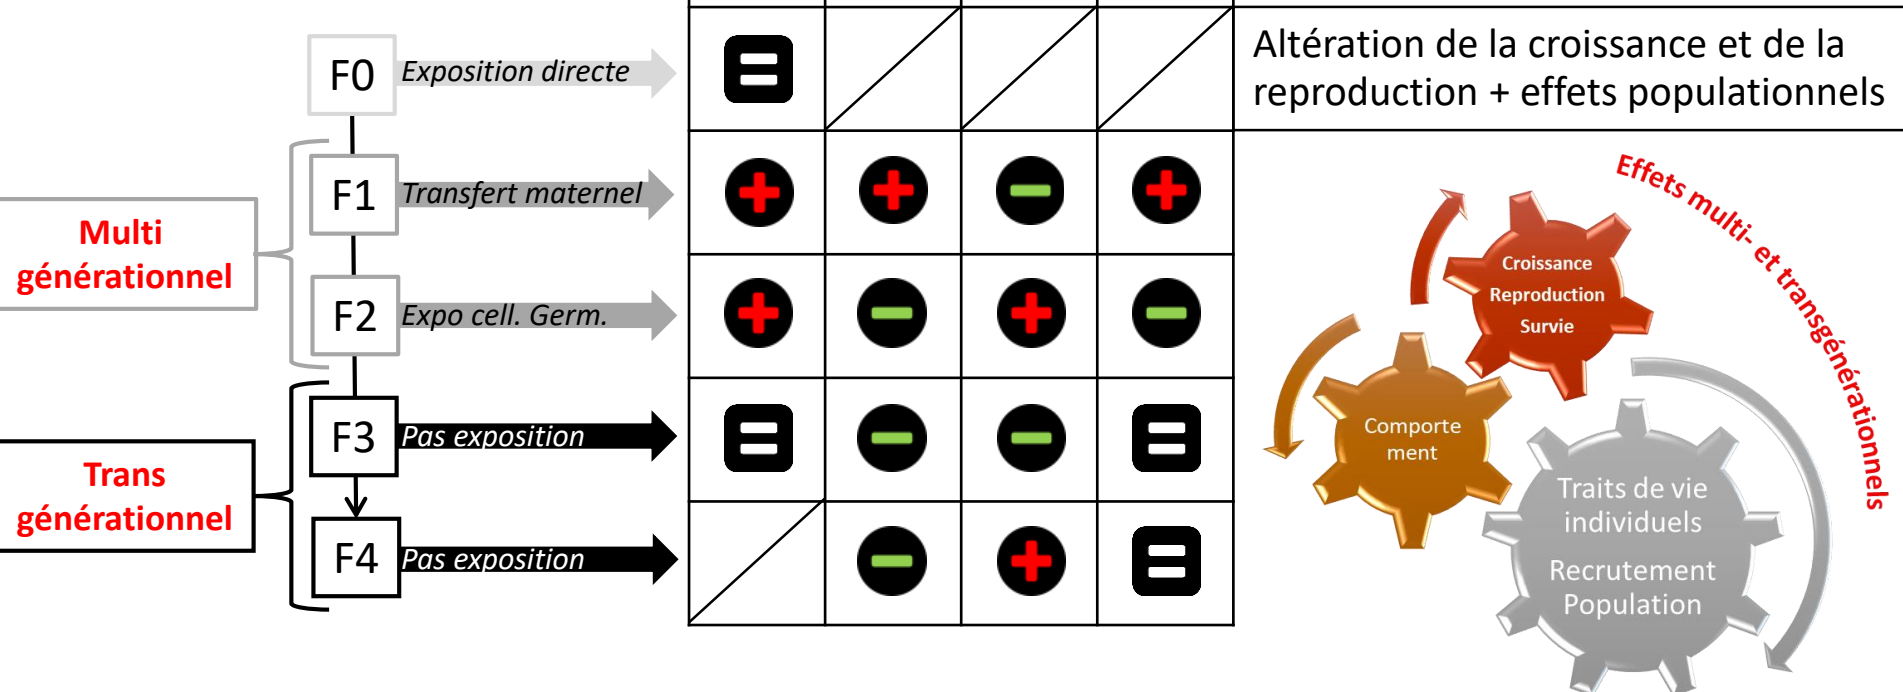 F0 Exposition directe
Altération de la croissance et de la
reproduction + effets populationnels
F1 Transfert maternel
Multi
générationnel
F2 Expo cell. Germ.
F3 Pas exposition
Trans
générationnel
F4 Pas exposition
Effets multi- et transgénérationnels
Croissance
Reproduction
Survie
Comporte
ment
Traits de vie
individuels
Recrutement
Population